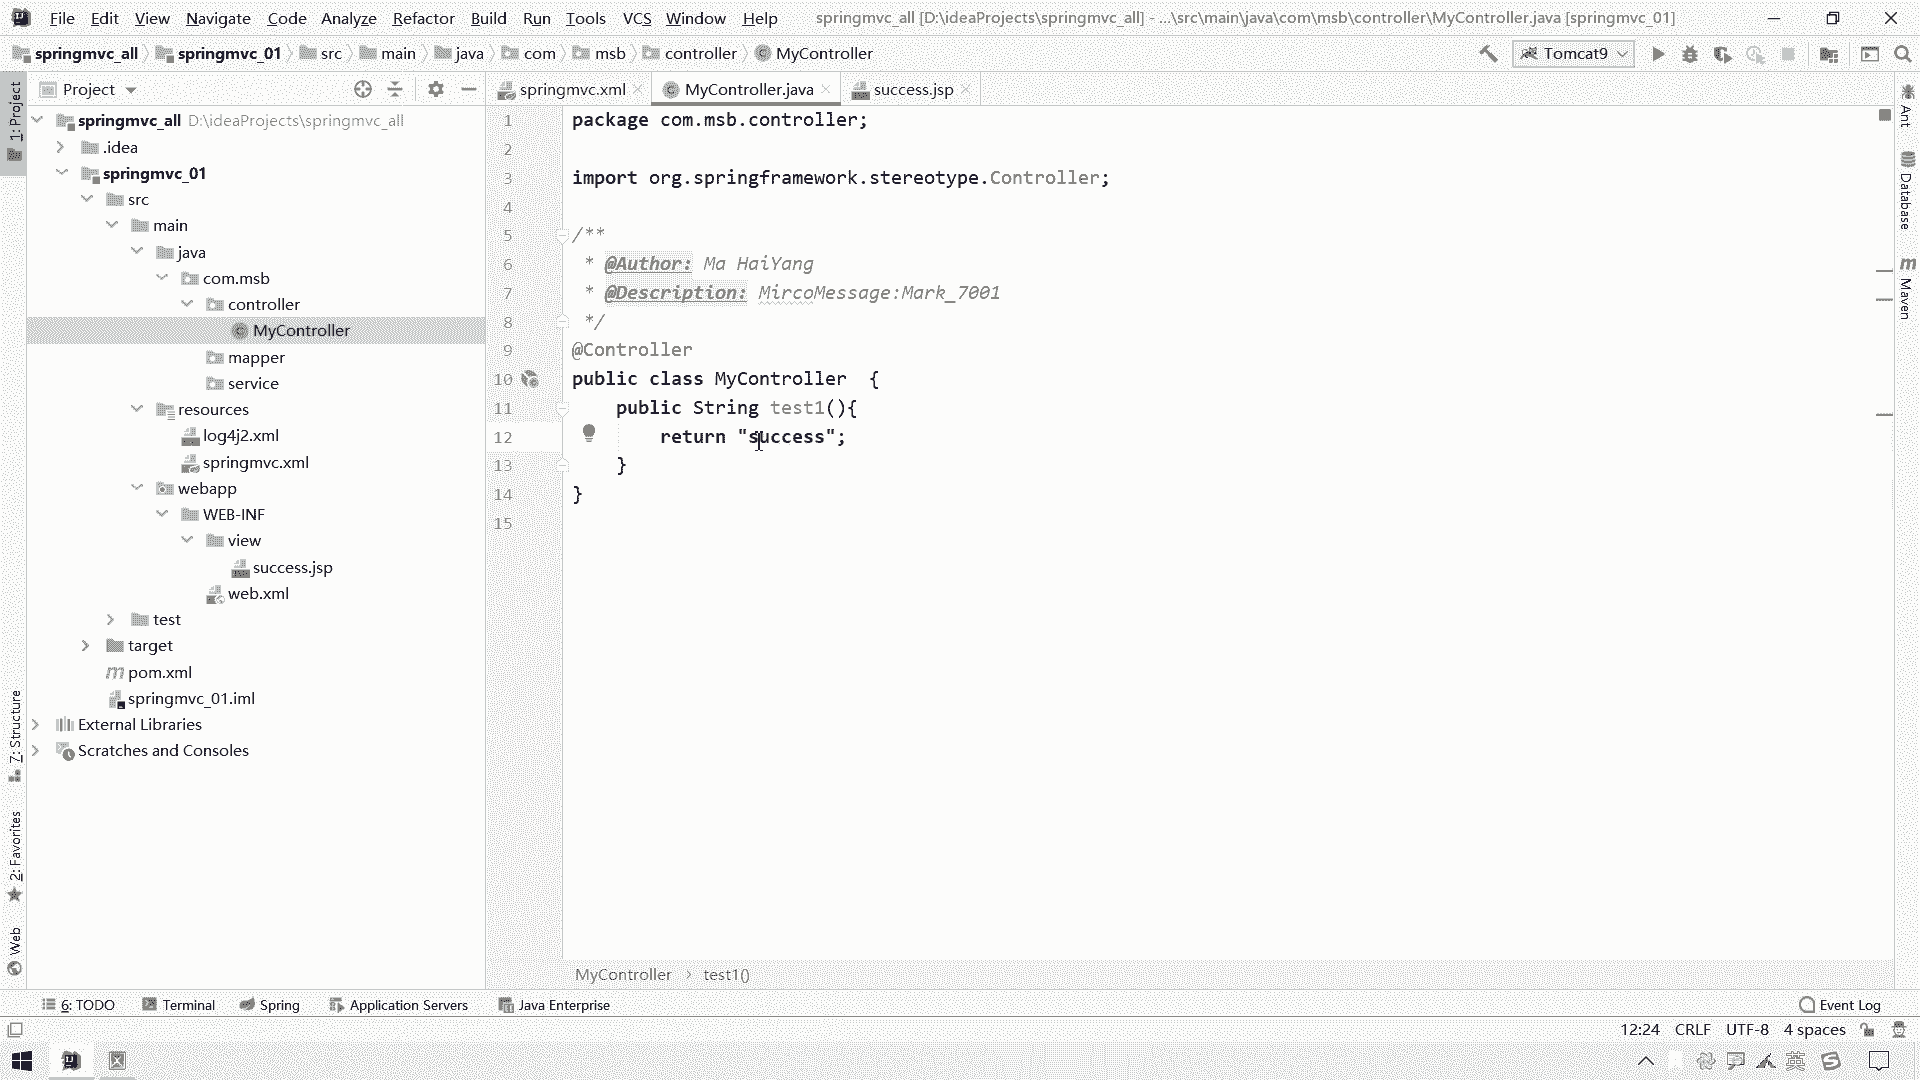 File Edit View Navigate Code Analyze Refactor Build Run Tools VCS Window Help springmvc_all [D:\ideaProjects\springmvc_all] - ...\src\main\java\com\msb\controller\MyController.java [springmvc_01]
springmvc_all springmvc_01 src main java com msb controller MyController Tomcat9
Project springmvc.xml MyController.java success.jsp
springmvc_all D:\ideaProjects\springmvc_all
.idea
springmvc_01
src
main
java
com.msb
controller
MyController
mapper
service
resources
log4j2.xml
springmvc.xml
webapp
WEB-INF
view
success.jsp
web.xml
test
target
pom.xml
springmvc_01.iml
External Libraries
Scratches and Consoles
1 package com.msb.controller;
2
3 import org.springframework.stereotype.Controller;
4
5 /**
6 * @Author: Ma HaiYang
7 * @Description: MircoMessage:Mark_7001
8 */
9 @Controller
10 public class MyController {
11 public String test1(){
12 return "success";
13 }
14 }
15
MyController › test1()
1: Project
7: Structure
2: Favorites
Web
Ant
Database
Maven
6: TODO Terminal Spring Application Servers Java Enterprise Event Log
12:24 CRLF UTF-8 4 spaces
英